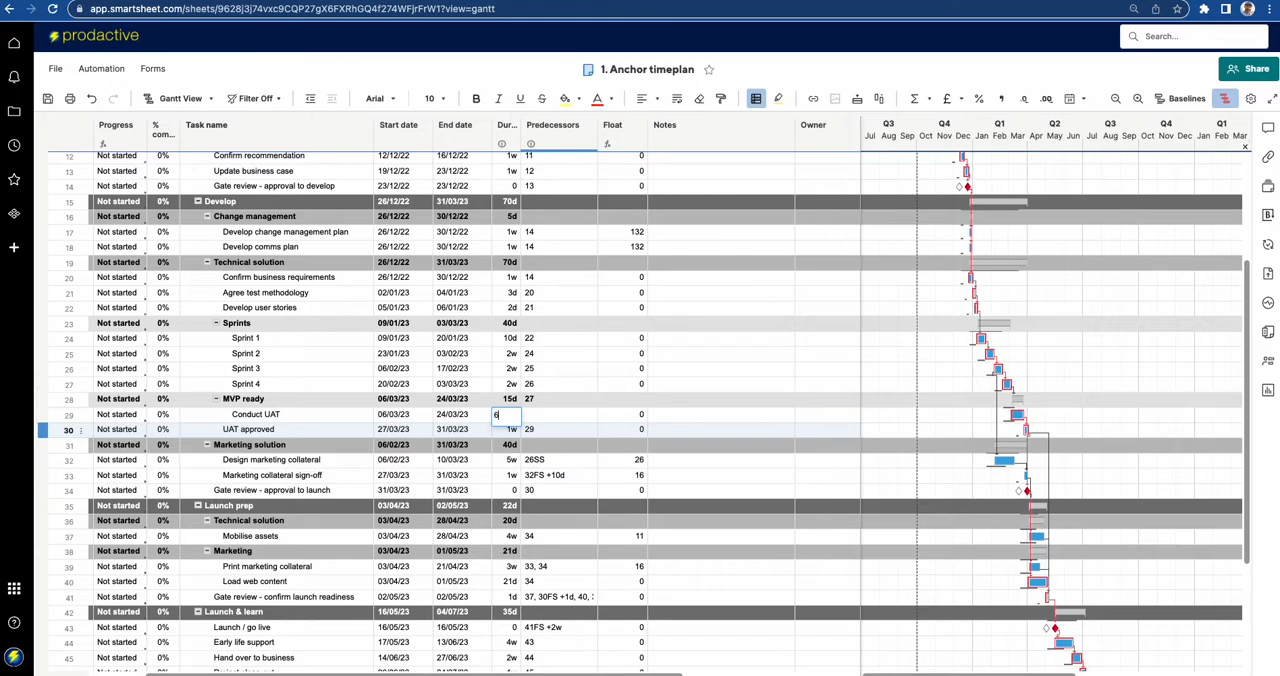 app.smartsheet.com/sheets/9628j3j74vxc9CQP27gX6FXRhGQ4f274WFjrFrW1?view=gantt
prodactive
Search...
File Automation Forms
1. Anchor timeplan
Share
Gantt View Filter Off Arial 10 B I U S A Σ £ % , .0 .00 Baselines
Progress % com... Task name Start date End date Dur... Predecessors Float Notes Owner
Q3 Q4 Q1 Q2 Q3 Q4 Q1
Jul Aug Sep Oct Nov Dec Jan Feb Mar Apr May Jun Jul Aug Sep Oct Nov Dec Jan Feb Mar
12 Not started 0% Confirm recommendation 12/12/22 16/12/22 1w 11 0
13 Not started 0% Update business case 19/12/22 23/12/22 1w 12 0
14 Not started 0% Gate review - approval to develop 23/12/22 23/12/22 0 13 0
15 Not started 0% Develop 26/12/22 31/03/23 70d
16 Not started 0% Change management 26/12/22 30/12/22 5d
17 Not started 0% Develop change management plan 26/12/22 30/12/22 1w 14 132
18 Not started 0% Develop comms plan 26/12/22 30/12/22 1w 14 132
19 Not started 0% Technical solution 26/12/22 31/03/23 70d
20 Not started 0% Confirm business requirements 26/12/22 30/12/22 1w 14 0
21 Not started 0% Agree test methodology 02/01/23 04/01/23 3d 20 0
22 Not started 0% Develop user stories 05/01/23 06/01/23 2d 21 0
23 Not started 0% Sprints 09/01/23 03/03/23 40d
24 Not started 0% Sprint 1 09/01/23 20/01/23 10d 22 0
25 Not started 0% Sprint 2 23/01/23 03/02/23 2w 24 0
26 Not started 0% Sprint 3 06/02/23 17/02/23 2w 25 0
27 Not started 0% Sprint 4 20/02/23 03/03/23 2w 26 0
28 Not started 0% MVP ready 06/03/23 24/03/23 15d 27
29 Not started 0% Conduct UAT 06/03/23 24/03/23 6 0
30 Not started 0% UAT approved 27/03/23 31/03/23 1w 29 0
31 Not started 0% Marketing solution 06/02/23 31/03/23 40d
32 Not started 0% Design marketing collateral 06/02/23 10/03/23 5w 26SS 26
33 Not started 0% Marketing collateral sign-off 27/03/23 31/03/23 1w 32FS +10d 16
34 Not started 0% Gate review - approval to launch 31/03/23 31/03/23 0 30 0
35 Not started 0% Launch prep 03/04/23 02/05/23 22d
36 Not started 0% Technical solution 03/04/23 28/04/23 20d
37 Not started 0% Mobilise assets 03/04/23 28/04/23 4w 34 11
38 Not started 0% Marketing 03/04/23 01/05/23 21d
39 Not started 0% Print marketing collateral 03/04/23 21/04/23 3w 33, 34 16
40 Not started 0% Load web content 03/04/23 01/05/23 21d 34 0
41 Not started 0% Gate review - confirm launch readiness 02/05/23 02/05/23 1d 37, 30FS +1d, 40, 0
42 Not started 0% Launch & learn 16/05/23 04/07/23 35d
43 Not started 0% Launch / go live 16/05/23 16/05/23 0 41FS +2w 0
44 Not started 0% Early life support 17/05/23 13/06/23 4w 43 0
45 Not started 0% Hand over to business 14/06/23 27/06/23 2w 44 0